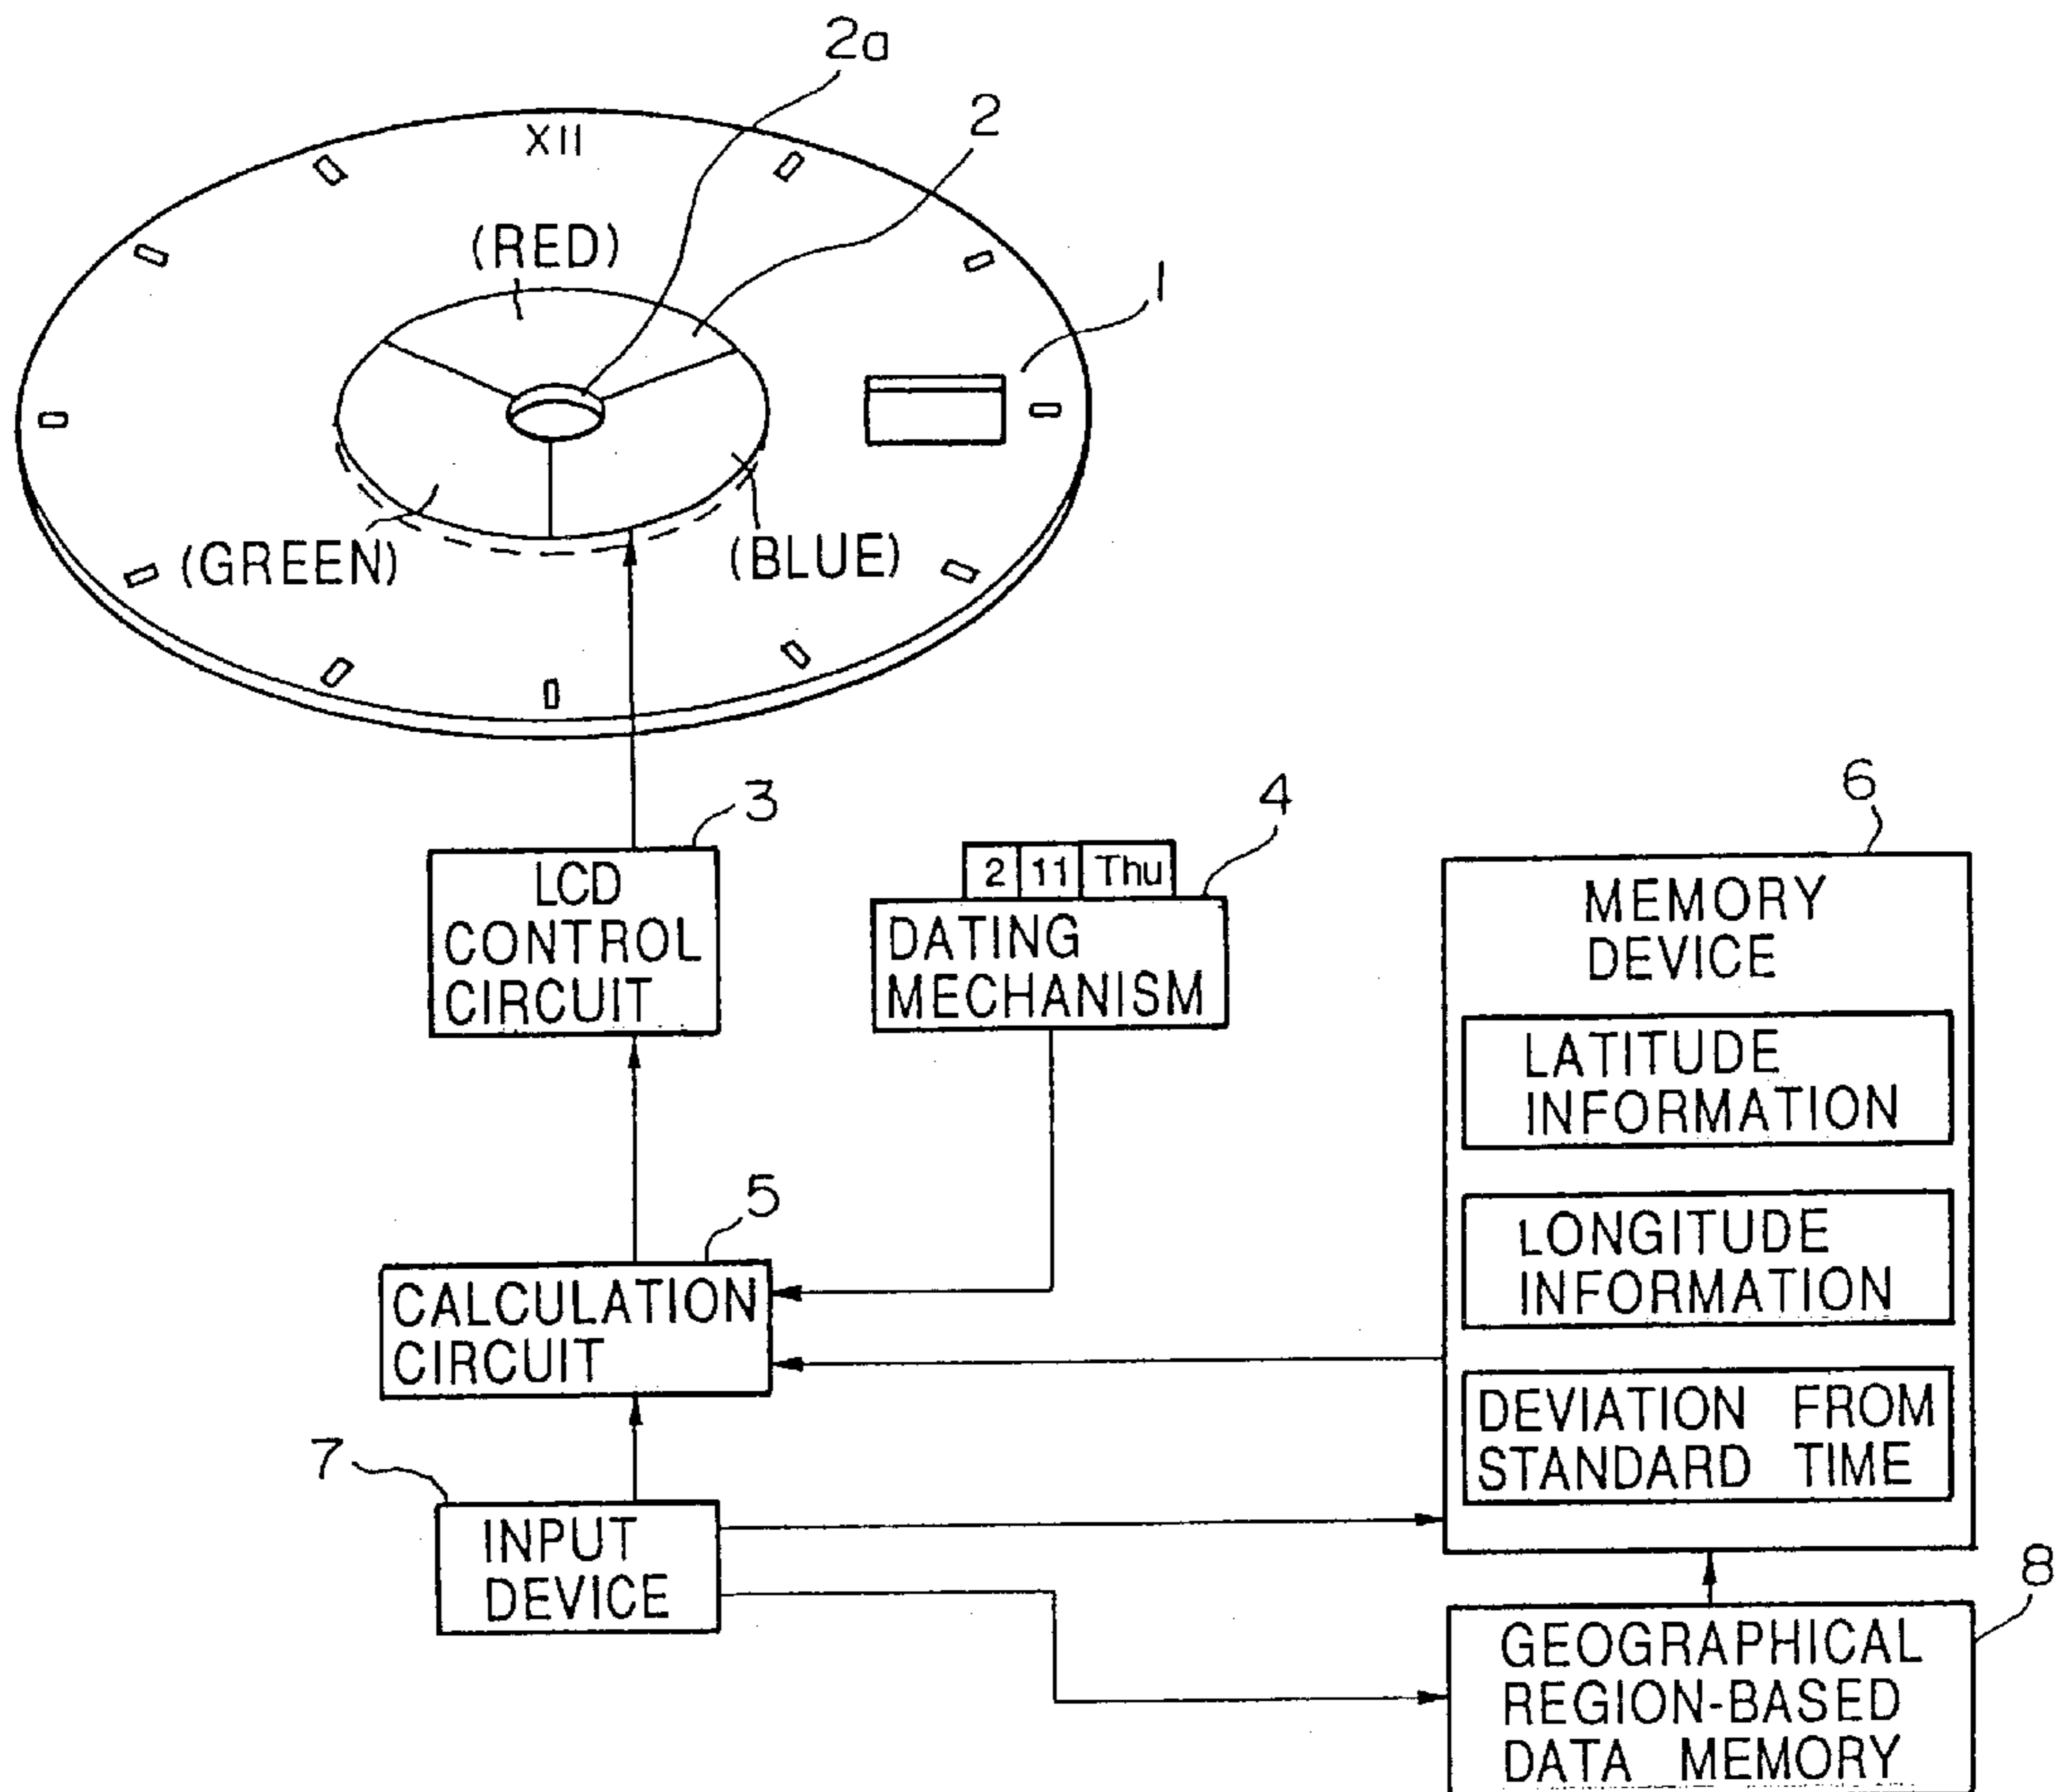 2a
2
XII
(RED)
1
(GREEN)
(BLUE)
3
4
6
LCD
CONTROL
CIRCUIT
2 11 Thu
DATING
MECHANISM
MEMORY
DEVICE
LATITUDE
INFORMATION
5
LONGITUDE
INFORMATION
CALCULATION
CIRCUIT
DEVIATION FROM
STANDARD TIME
7
INPUT
DEVICE
8
GEOGRAPHICAL
REGION-BASED
DATA MEMORY